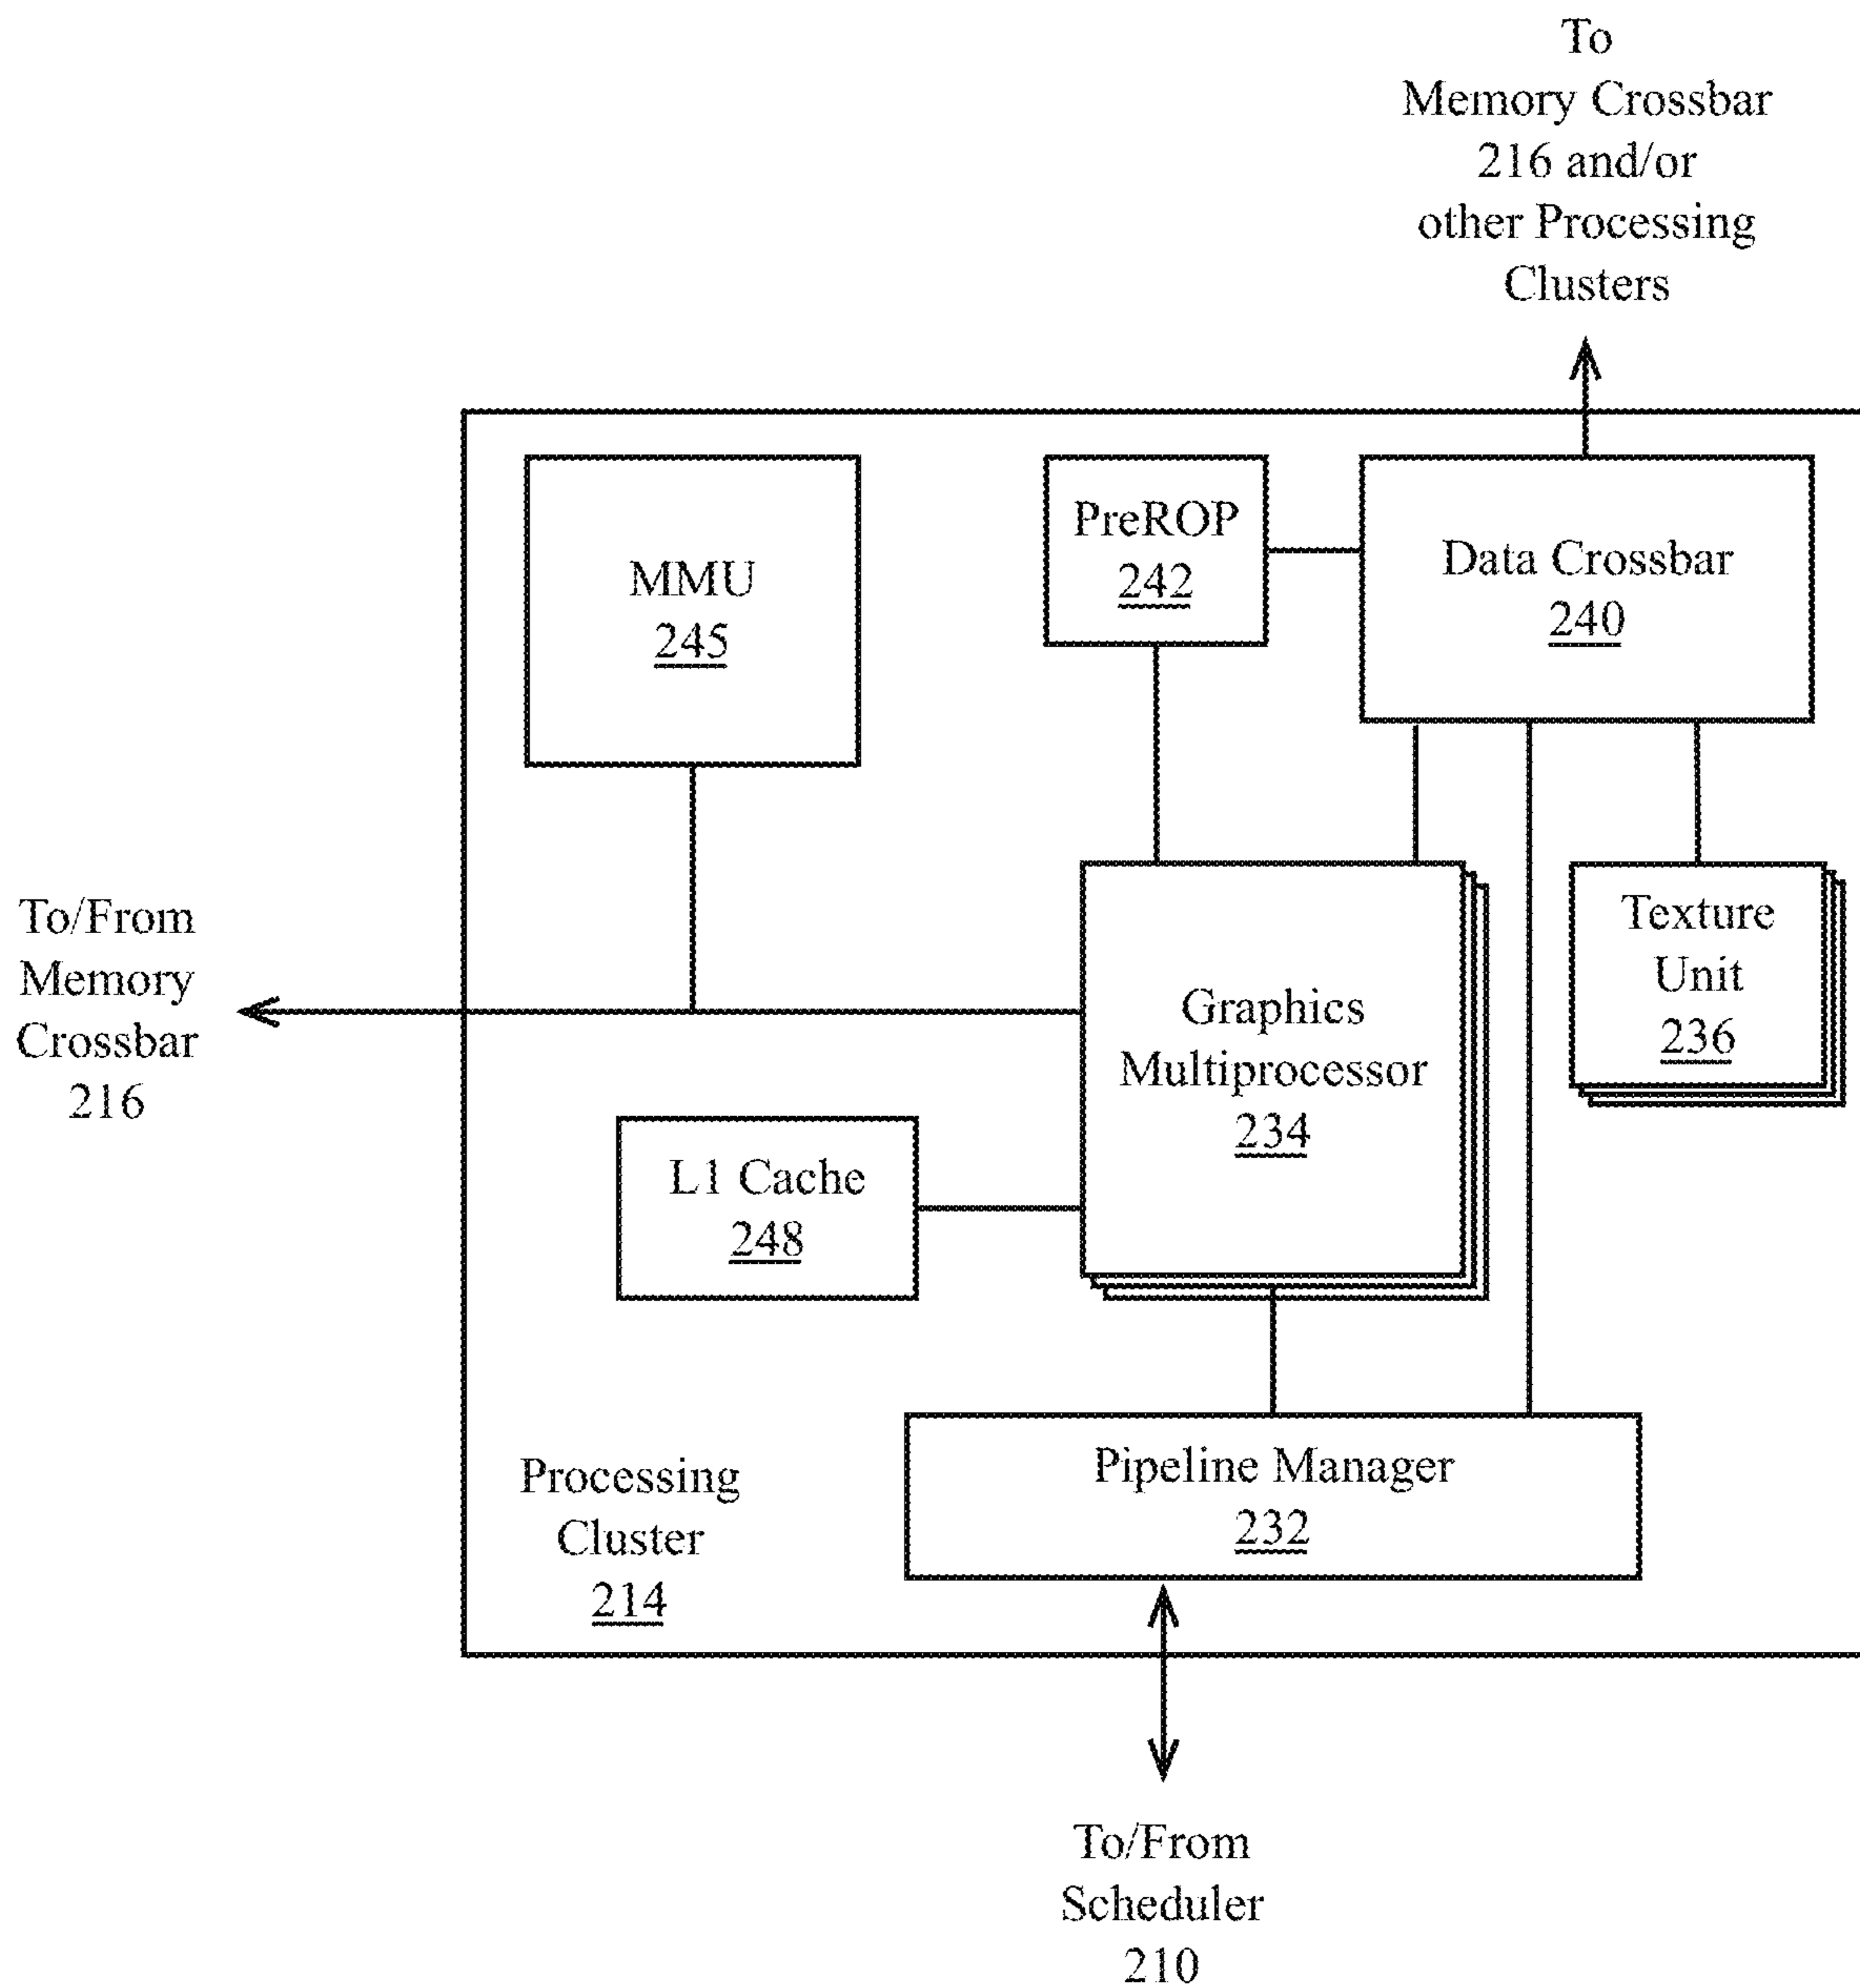 To
Memory Crossbar
216 and/or
other Processing
Clusters
MMU
245
PreROP
242
Data Crossbar
240
To/From
Memory
Crossbar
216
Graphics
Multiprocessor
234
Texture
Unit
236
L1 Cache
248
Processing
Cluster
214
Pipeline Manager
232
To/From
Scheduler
210